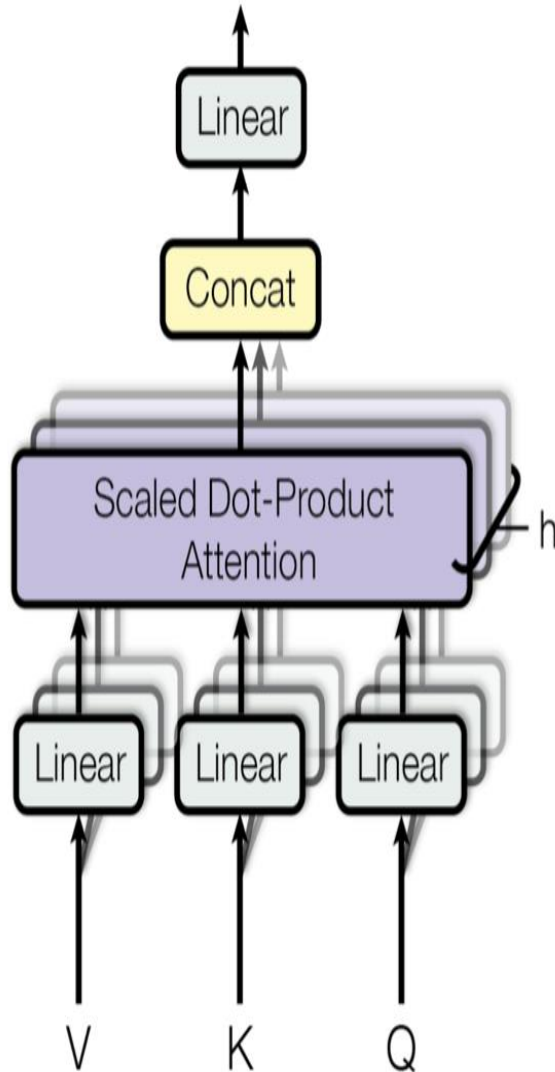 Linear
Concat
Scaled Dot-Product
Attention
h
Linear Linear Linear
V K Q